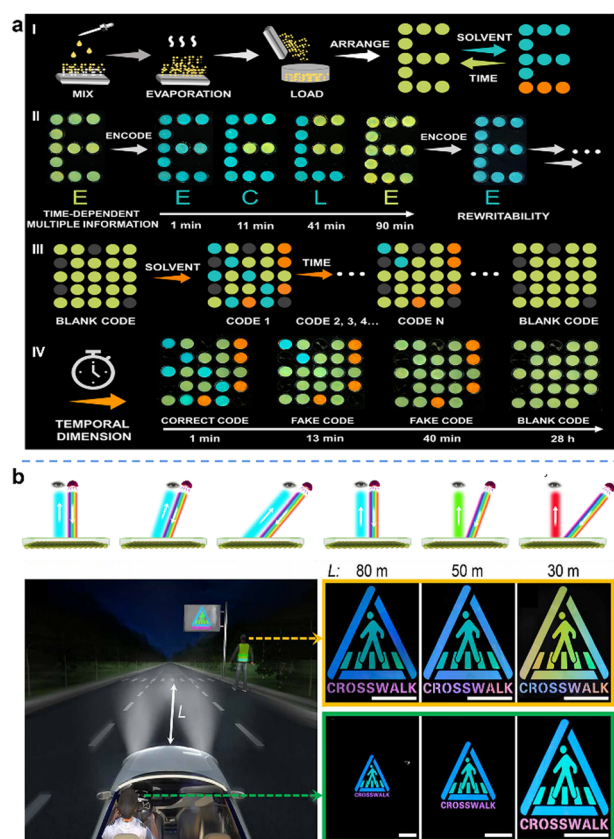 a
I
MIX
EVAPORATION
LOAD
ARRANGE
SOLVENT
TIME
II
ENCODE
ENCODE
E
E
C
L
E
E
TIME-DEPENDENT
MULTIPLE INFORMATION
1 min
11 min
41 min
90 min
REWRITABILITY
III
SOLVENT
TIME
BLANK CODE
CODE 1
CODE 2, 3, 4...
CODE N
BLANK CODE
IV
TEMPORAL
DIMENSION
CORRECT CODE
FAKE CODE
FAKE CODE
BLANK CODE
1 min
13 min
40 min
28 h
b
L: 80 m 50 m 30 m
L
CROSSWALK
CROSSWALK
CROSSWALK
CROSSWALK
CROSSWALK
CROSSWALK